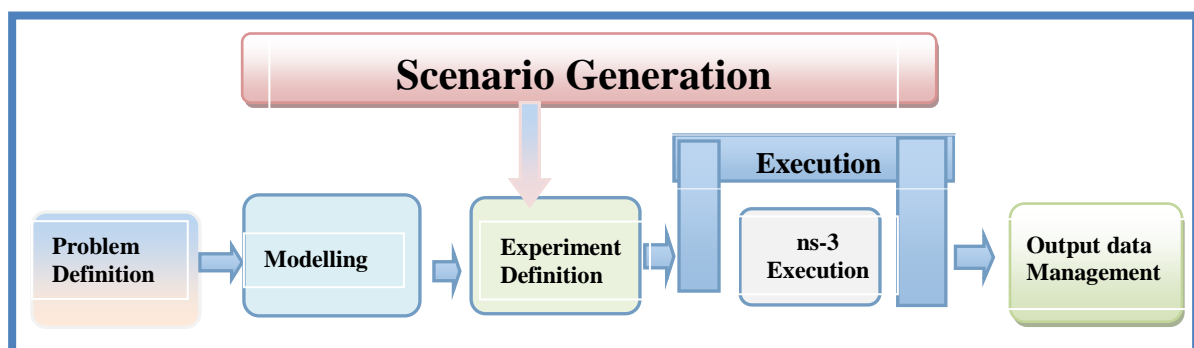 Scenario Generation
Execution
Problem
Definition
Modelling
Experiment
Definition
ns-3
Execution
Output data
Management